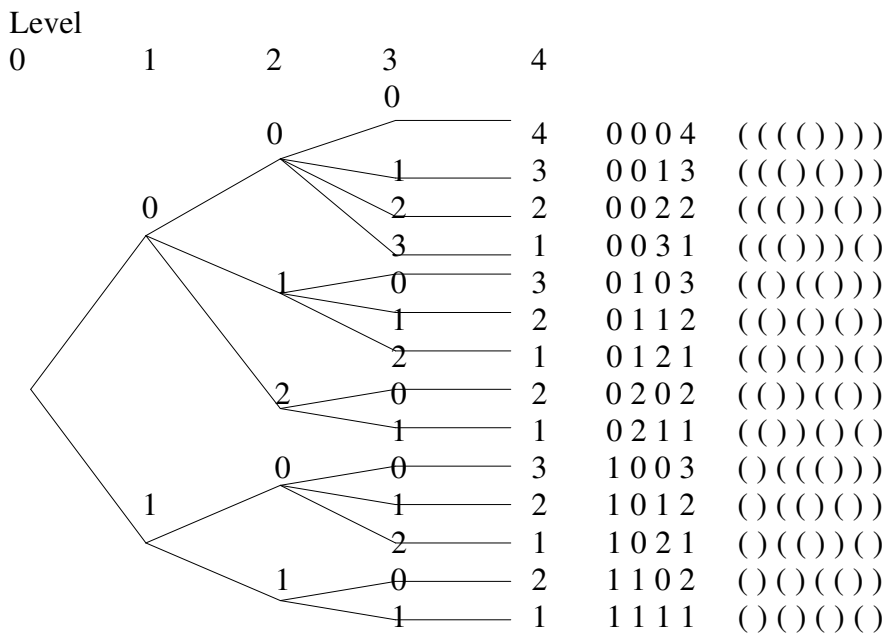 Level
0 1 2 3 4
0
0 4 0 0 0 4 ( ( ( ( ) ) ) )
1 3 0 0 1 3 ( ( ( ) ( ) ) )
0 2 2 0 0 2 2 ( ( ( ) ) ( ) )
3 1 0 0 3 1 ( ( ( ) ) ) ( )
1 0 3 0 1 0 3 ( ( ) ( ( ) ) )
1 2 0 1 1 2 ( ( ) ( ) ( ) )
2 1 0 1 2 1 ( ( ) ( ) ) ( )
2 0 2 0 2 0 2 ( ( ) ) ( ( ) )
1 1 0 2 1 1 ( ( ) ) ( ) ( )
0 0 3 1 0 0 3 ( ) ( ( ( ) ) )
1 1 2 1 0 1 2 ( ) ( ( ) ( ) )
2 1 1 0 2 1 ( ) ( ( ) ) ( )
1 0 2 1 1 0 2 ( ) ( ) ( ( ) )
1 1 1 1 1 1 ( ) ( ) ( ) ( )